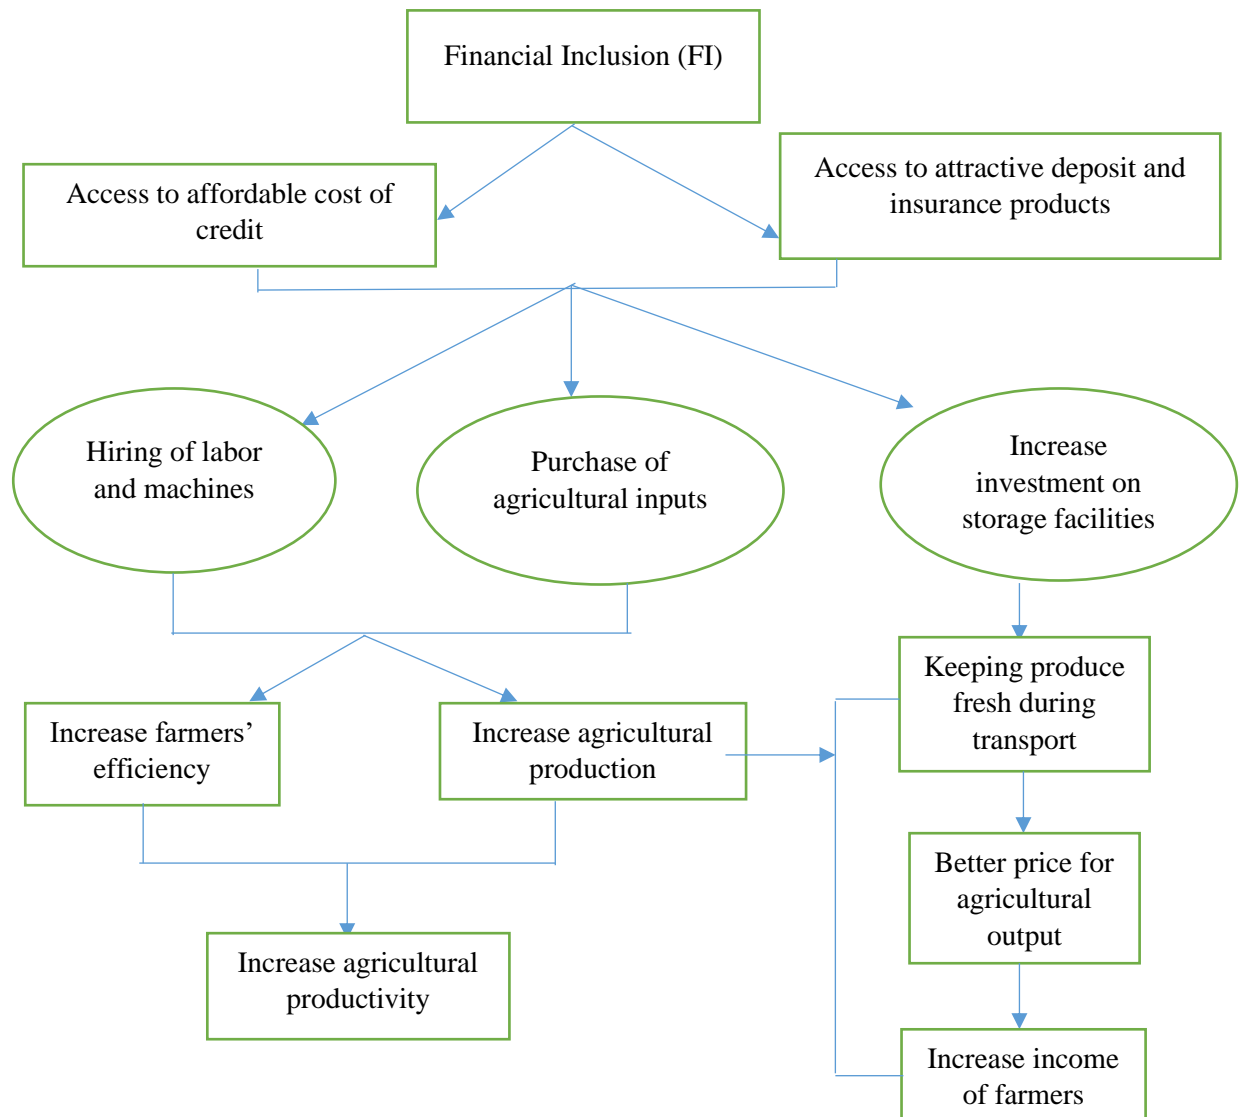 Financial Inclusion (FI)
Access to affordable cost of
credit
Access to attractive deposit and
insurance products
Hiring of labor
and machines
Purchase of
agricultural inputs
Increase
investment on
storage facilities
Keeping produce
fresh during
transport
Increase farmers’
efficiency
Increase agricultural
production
Better price for
agricultural
output
Increase agricultural
productivity
Increase income
of farmers